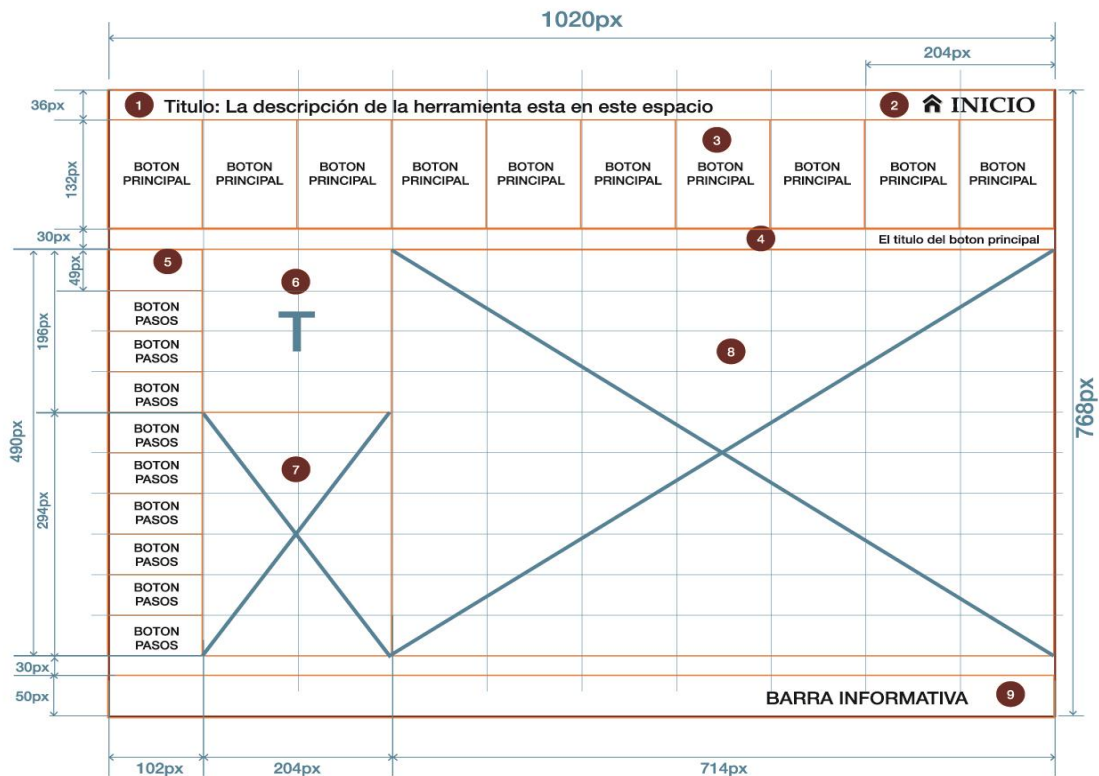 1020px
204px
36px
1 Titulo: La descripción de la herramienta esta en este espacio
2 INICIO
132px
3
BOTON PRINCIPAL
BOTON PRINCIPAL
BOTON PRINCIPAL
BOTON PRINCIPAL
BOTON PRINCIPAL
BOTON PRINCIPAL
BOTON PRINCIPAL
BOTON PRINCIPAL
BOTON PRINCIPAL
BOTON PRINCIPAL
30px
4
El titulo del boton principal
49px
5
6
T
196px
BOTON
PASOS
BOTON
PASOS
BOTON
PASOS
8
768px
490px
294px
BOTON
PASOS
7
BOTON
PASOS
BOTON
PASOS
BOTON
PASOS
BOTON
PASOS
BOTON
PASOS
30px
50px
BARRA INFORMATIVA 9
102px
204px
714px